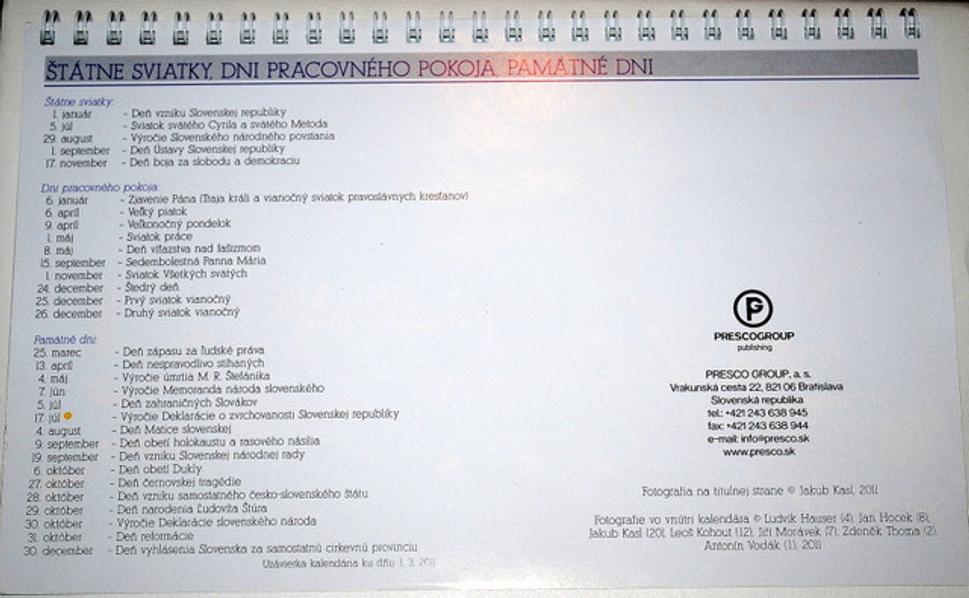 ŠTÁTNE SVIATKY, DNI PRACOVNÉHO POKOJA, PAMÄTNÉ DNI
Štátne sviatky:
1. január - Deň vzniku Slovenskej republiky
5. júl - Sviatok svätého Cyrila a svätého Metoda
29. august - Výročie Slovenského národného povstania
1. september - Deň Ústavy Slovenskej republiky
17. november - Deň boja za slobodu a demokraciu
Dni pracovného pokoja:
6. január - Zjavenie Pána (Traja králi a vianočný sviatok pravoslávnych kresťanov)
6. apríl - Veľký piatok
9. apríl - Veľkonočný pondelok
1. máj - Sviatok práce
8. máj - Deň víťazstva nad fašizmom
15. september - Sedembolestná Panna Mária
1. november - Sviatok Všetkých svätých
24. december - Štedrý deň
25. december - Prvý sviatok vianočný
26. december - Druhý sviatok vianočný
Pamätné dni:
25. marec - Deň zápasu za ľudské práva
13. apríl - Deň nespravodlivo stíhaných
4. máj - Výročie úmrtia M. R. Štefánika
7. jún - Výročie Memoranda národa slovenského
5. júl - Deň zahraničných Slovákov
17. júl - Výročie Deklarácie o zvrchovanosti Slovenskej republiky
4. august - Deň Matice slovenskej
9. september - Deň obetí holokaustu a rasového násilia
19. september - Deň vzniku Slovenskej národnej rady
6. október - Deň obetí Dukly
27. október - Deň černovskej tragédie
28. október - Deň vzniku samostatného česko-slovenského štátu
29. október - Deň narodenia Ľudovíta Štúra
30. október - Výročie Deklarácie slovenského národa
31. október - Deň reformácie
30. december - Deň vyhlásenia Slovenska za samostatnú cirkevnú provinciu
Uzávierka kalendára ku dňu 1. 3. 2011
PG
PRESCOGROUP
publishing
PRESCO GROUP, a. s.
Vrakunská cesta 22, 821 06 Bratislava
Slovenská republika
tel.: +421 243 638 945
fax: +421 243 638 944
e-mail: info@presco.sk
www.presco.sk
Fotografia na titulnej strane © Jakub Kasl, 2011
Fotografie vo vnútri kalendára © Ludvík Hauser (4), Jan Hocek (8),
Jakub Kasl (20), Leoš Kohout (12), Jiří Morávek (7), Zdeněk Thoma (2),
Antonín Vodák (1), 2011